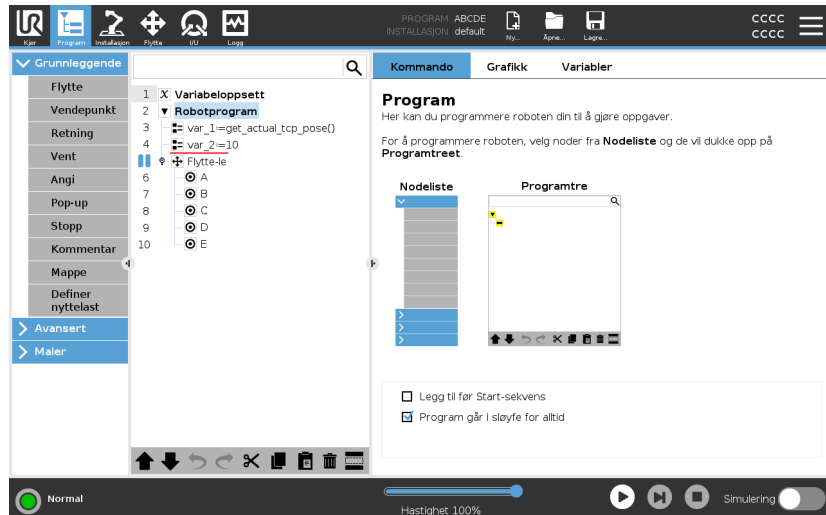 PROGRAM ABCDE
INSTALLASJON default
CCCC
CCCC
Kjør
Program
Installasjon
Flytte
I/U
Logg
Ny...
Åpne...
Lagre...
Grunnleggende
Flytte
Vendepunkt
Retning
Vent
Angi
Pop-up
Stopp
Kommentar
Mappe
Definer
nyttelast
Avansert
Maler
1 X Variabeloppsett
2 Robotprogram
3 var_1:=get_actual_tcp_pose()
4 var_2:=10
Flytte-le
6 A
7 B
8 C
9 D
10 E
Kommando Grafikk Variabler
Program
Her kan du programmere roboten din til å gjøre oppgaver.
For å programmere roboten, velg noder fra Nodeliste og de vil dukke opp på
Programtreet.
Nodeliste Programtre
Legg til før Start-sekvens
Program går i sløyfe for alltid
Normal
Hastighet 100%
Simulering